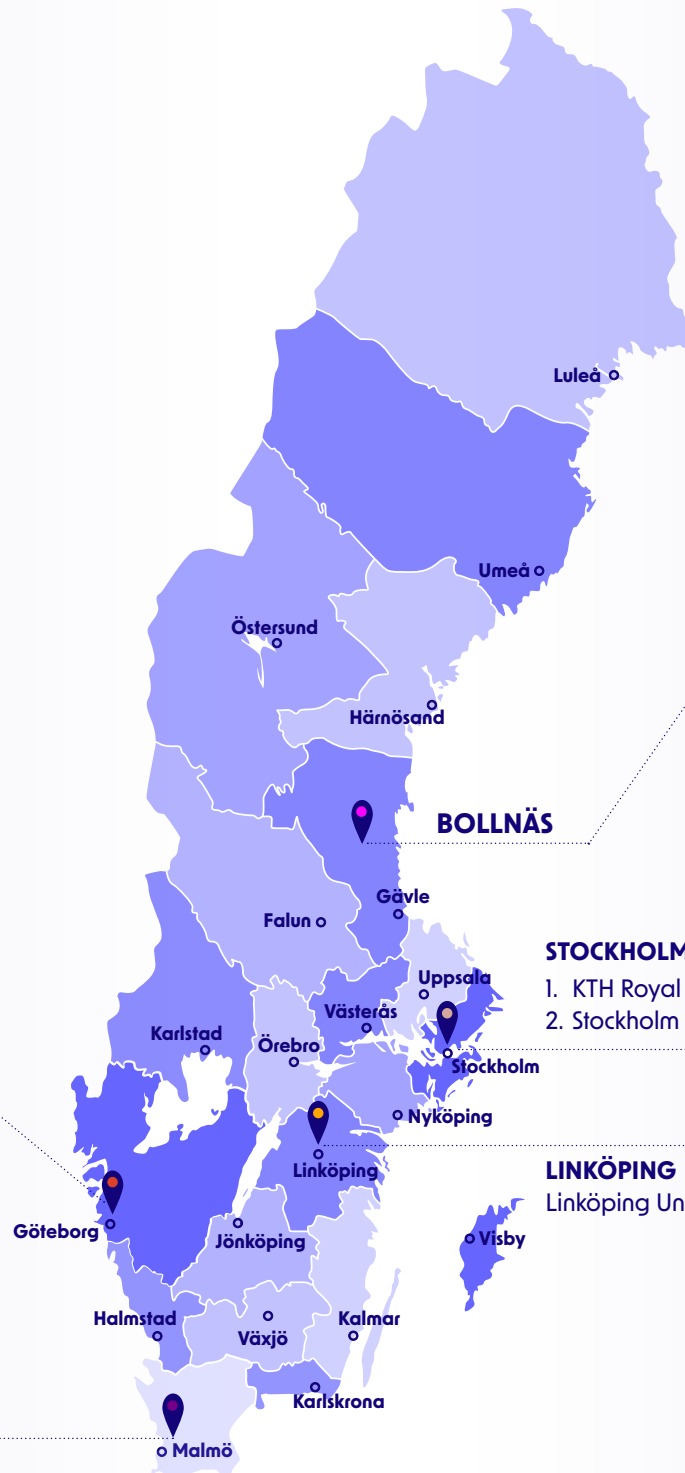 Luleå
Umeå
Östersund
Härnösand
BOLLNÄS
Gävle
Falun
STOCKHOLM
Uppsala
1. KTH Royal
Västerås
2. Stockholm
Karlstad
Örebro
Stockholm
Nyköping
Linköping
LINKÖPING
Linköping Un
Göteborg
Jönköping
Visby
Halmstad
Växjö
Kalmar
Karlskrona
Malmö